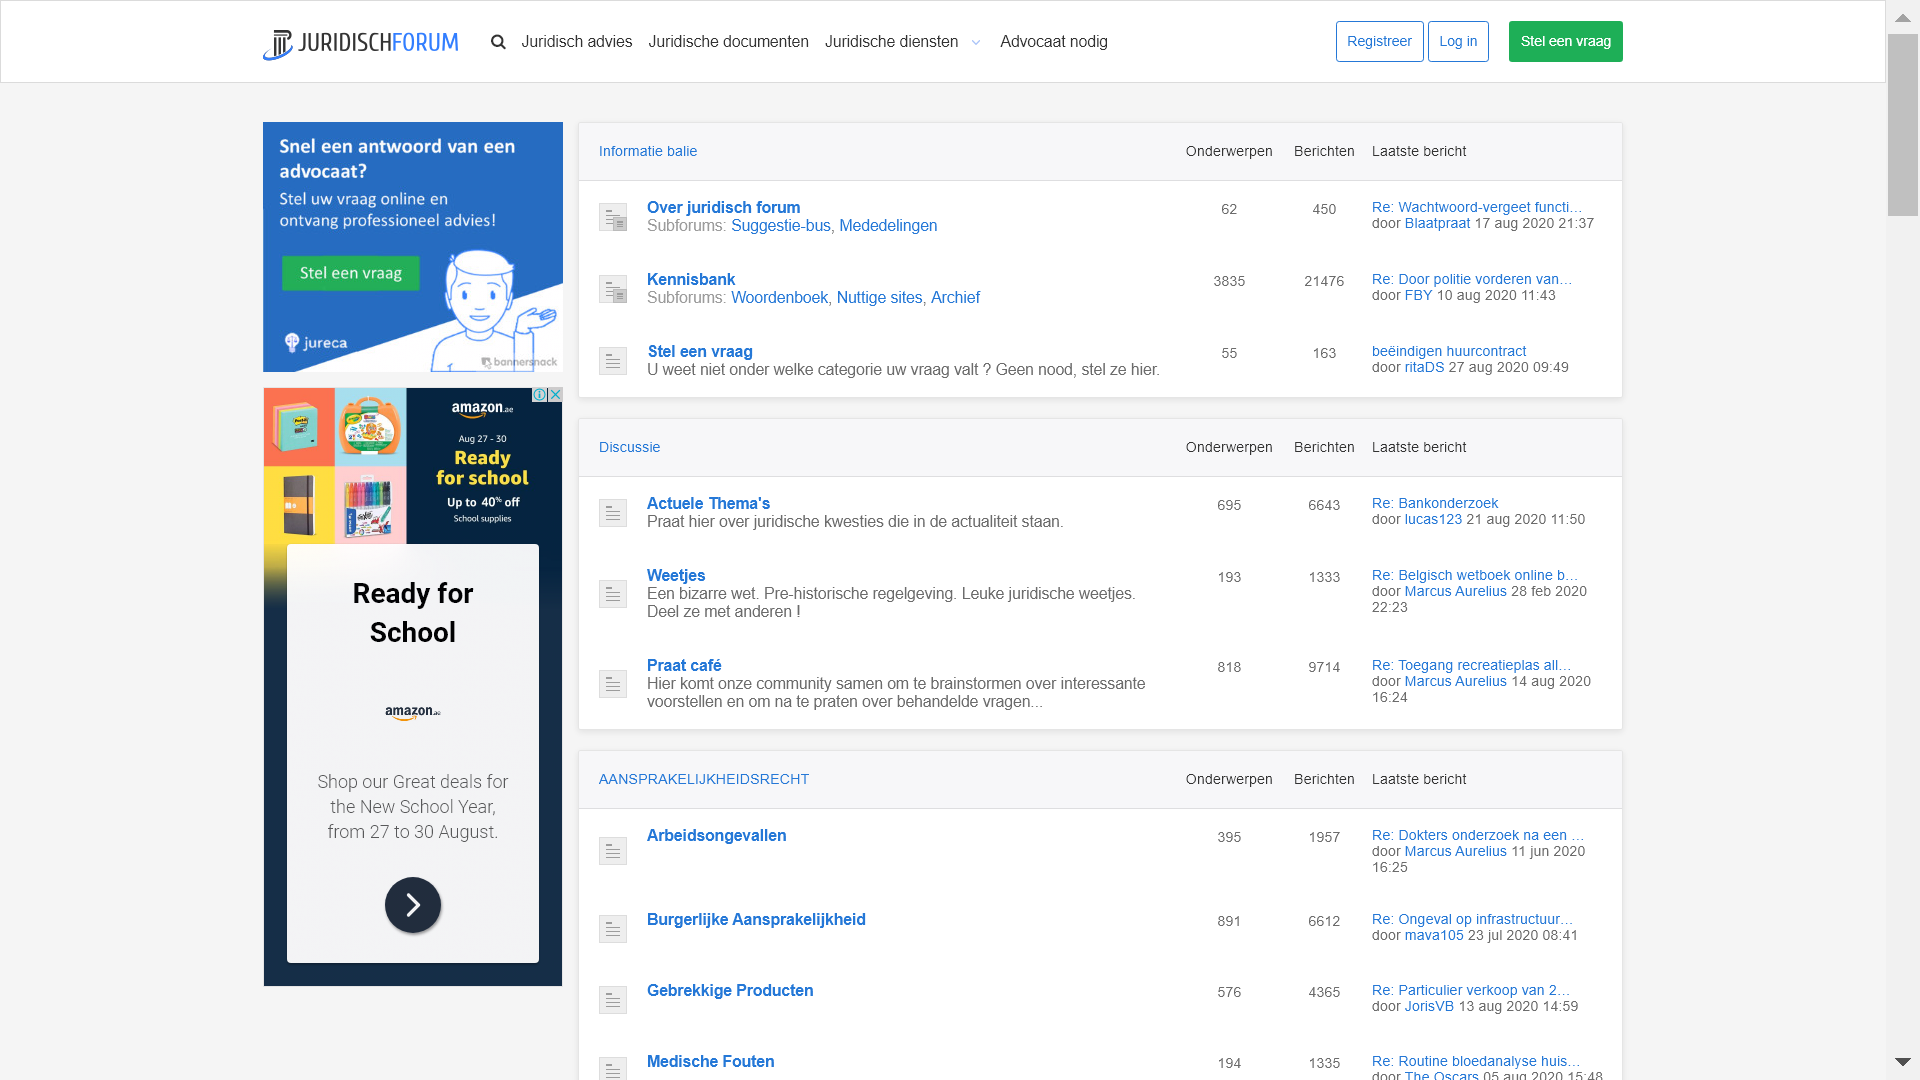 JURIDISCHFORUM
Juridisch advies Juridische documenten Juridische diensten Advocaat nodig
Registreer Log in Stel een vraag
Snel een antwoord van een
advocaat?
Stel uw vraag online en
ontvang professioneel advies!
Stel een vraag
jureca
bannersnack
amazon.ae
Aug 27 - 30
Ready
for school
Up to 40% off
School supplies
Ready for
School
amazon.ae
Shop our Great deals for
the New School Year,
from 27 to 30 August.
Informatie balie Onderwerpen Berichten Laatste bericht
Over juridisch forum 62 450 Re: Wachtwoord-vergeet functi…
Subforums: Suggestie-bus, Mededelingen door Blaatpraat 17 aug 2020 21:37
Kennisbank 3835 21476 Re: Door politie vorderen van…
Subforums: Woordenboek, Nuttige sites, Archief door FBY 10 aug 2020 11:43
Stel een vraag 55 163 beëindigen huurcontract
U weet niet onder welke categorie uw vraag valt ? Geen nood, stel ze hier. door ritaDS 27 aug 2020 09:49
Discussie Onderwerpen Berichten Laatste bericht
Actuele Thema's 695 6643 Re: Bankonderzoek
Praat hier over juridische kwesties die in de actualiteit staan. door lucas123 21 aug 2020 11:50
Weetjes 193 1333 Re: Belgisch wetboek online b…
Een bizarre wet. Pre-historische regelgeving. Leuke juridische weetjes. door Marcus Aurelius 28 feb 2020
Deel ze met anderen ! 22:23
Praat café 818 9714 Re: Toegang recreatieplas all…
Hier komt onze community samen om te brainstormen over interessante door Marcus Aurelius 14 aug 2020
voorstellen en om na te praten over behandelde vragen... 16:24
AANSPRAKELIJKHEIDSRECHT Onderwerpen Berichten Laatste bericht
Arbeidsongevallen 395 1957 Re: Dokters onderzoek na een …
door Marcus Aurelius 11 jun 2020
16:25
Burgerlijke Aansprakelijkheid 891 6612 Re: Ongeval op infrastructuur…
door mava105 23 jul 2020 08:41
Gebrekkige Producten 576 4365 Re: Particulier verkoop van 2…
door JorisVB 13 aug 2020 14:59
Medische Fouten 194 1335 Re: Routine bloedanalyse huis…
door The Oscars 05 aug 2020 15:48